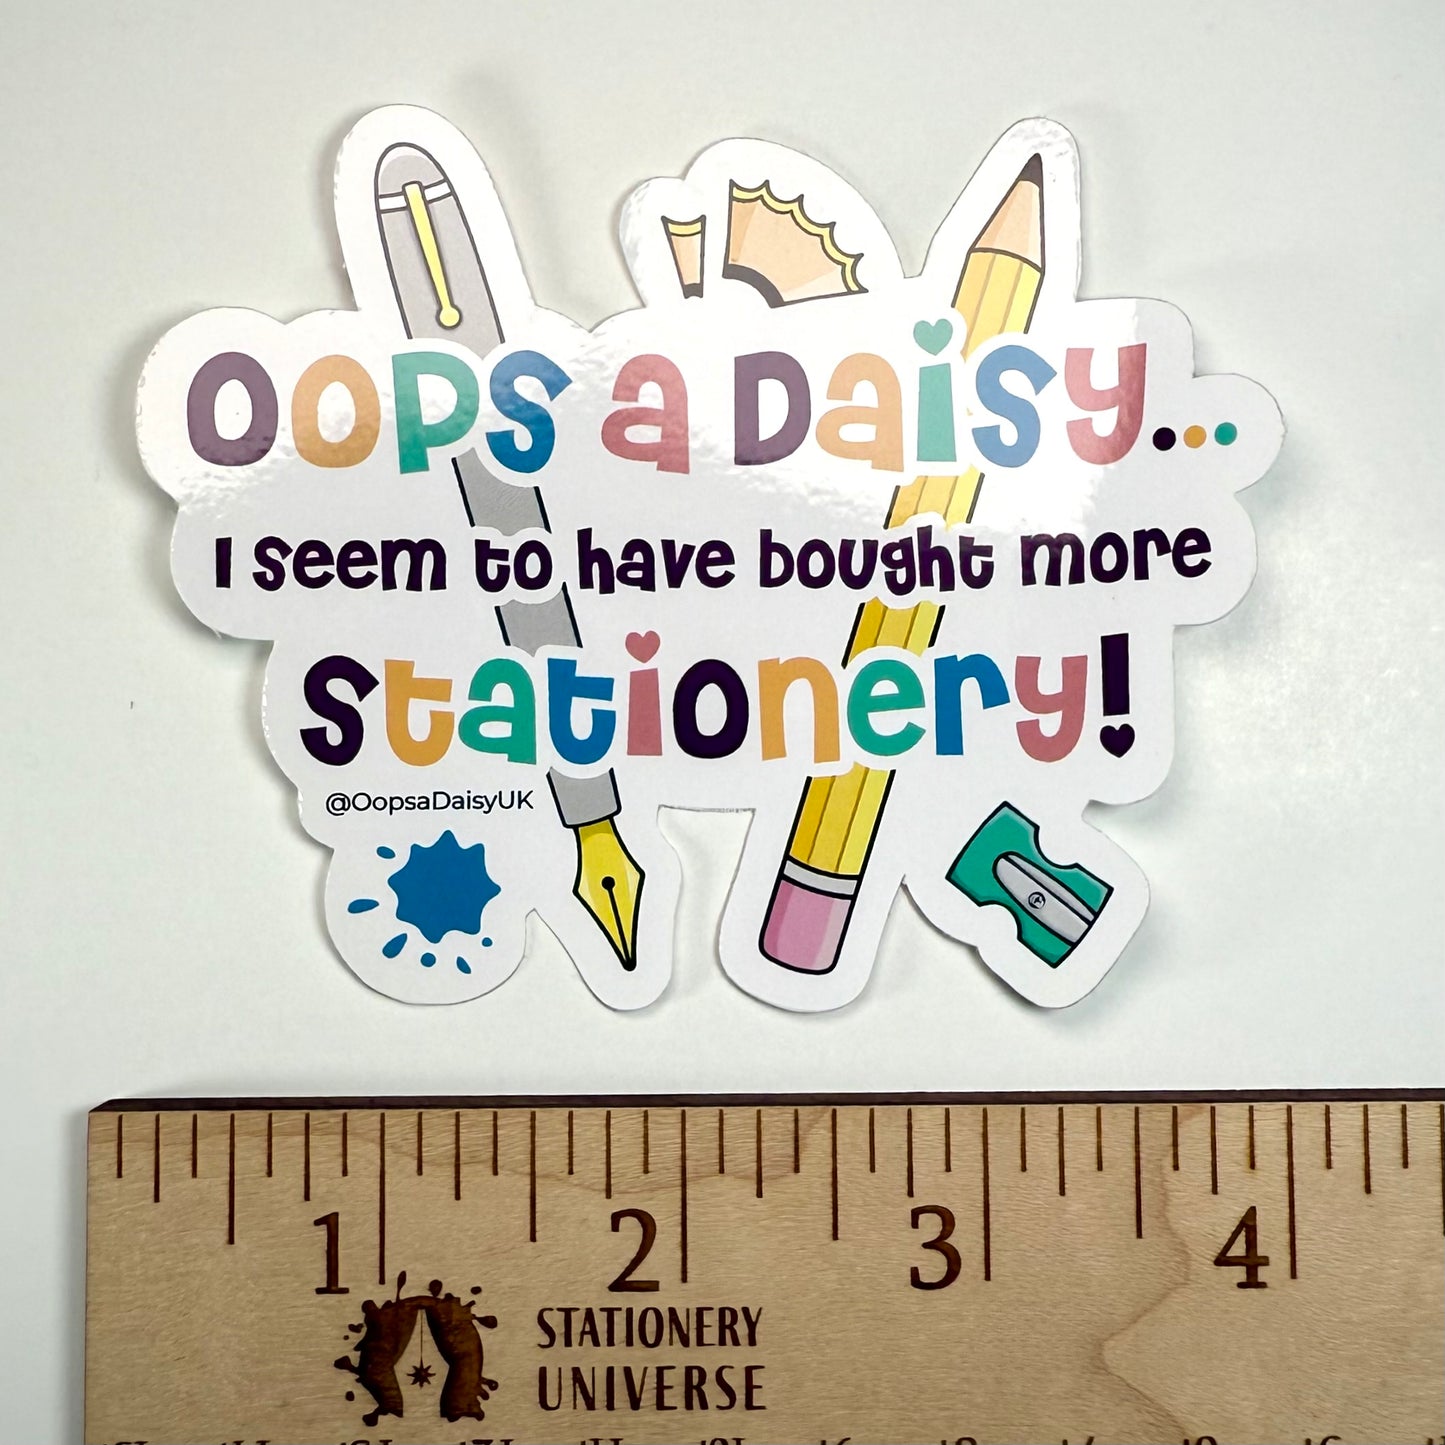 Oops a Daisy...
I seem to have bought more
Stationery!
@OopsaDaisyUK
1 2 3 4
STATIONERY
UNIVERSE